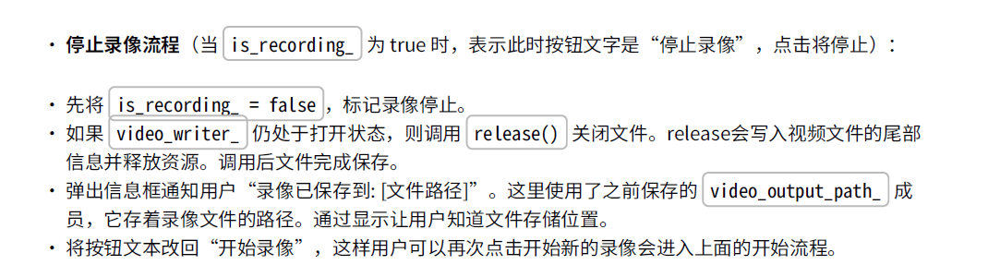 • 停止录像流程（当 is_recording_ 为 true 时，表示此时按钮文字是“停止录像”，点击将停止）：
• 先将 is_recording_ = false，标记录像停止。
• 如果 video_writer_ 仍处于打开状态，则调用 release() 关闭文件。release会写入视频文件的尾部
信息并释放资源。调用后文件完成保存。
• 弹出信息框通知用户“录像已保存到: [文件路径]”。这里使用了之前保存的 video_output_path_ 成
员，它存着录像文件的路径。通过显示让用户知道文件存储位置。
• 将按钮文本改回“开始录像”，这样用户可以再次点击开始新的录像会进入上面的开始流程。